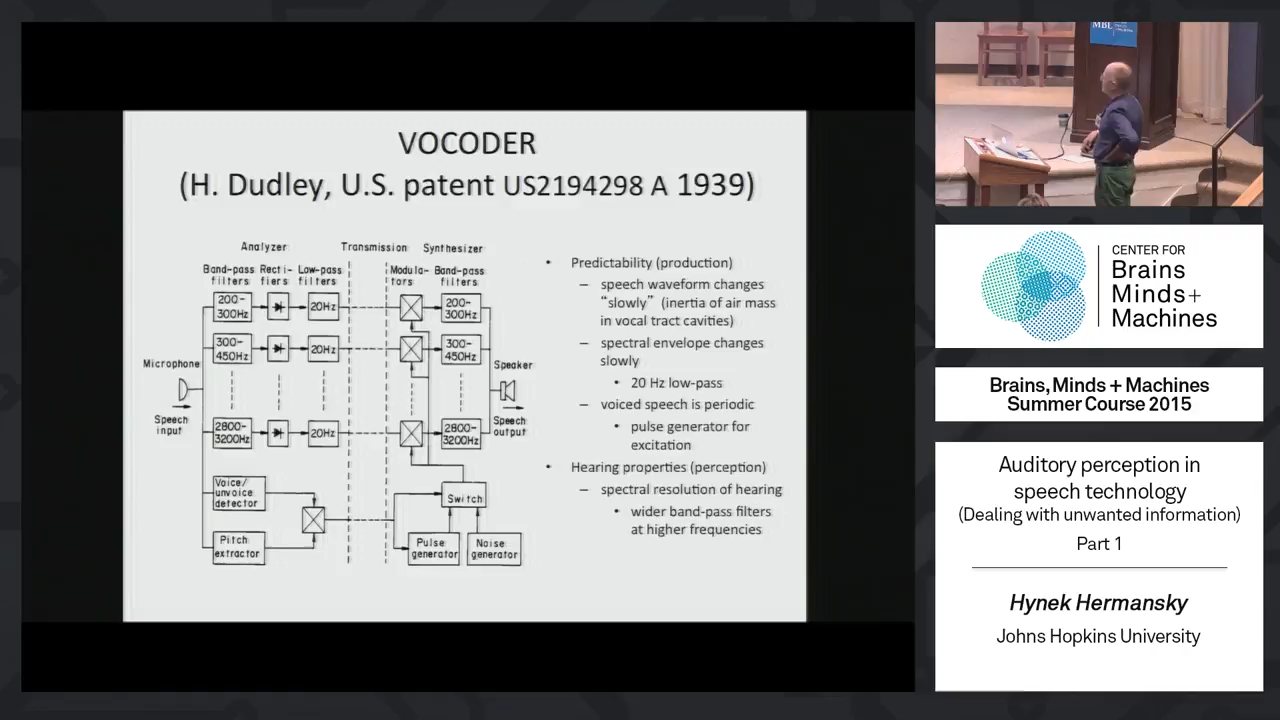 VOCODER
(H. Dudley, U.S. patent US2194298 A 1939)
Analyzer
Transmission
Synthesizer
Band-pass filters
Recti-fiers
Low-pass filters
Modula-tors
Band-pass filters
200-300Hz
20Hz
200-300Hz
300-450Hz
20Hz
300-450Hz
Microphone
Speaker
Speech input
Speech output
2800-3200Hz
20Hz
2800-3200Hz
Voice/unvoice detector
Switch
Pitch extractor
Pulse generator
Noise generator
• Predictability (production)
– speech waveform changes
“slowly” (inertia of air mass
in vocal tract cavities)
– spectral envelope changes
slowly
• 20 Hz low-pass
– voiced speech is periodic
• pulse generator for
excitation
• Hearing properties (perception)
– spectral resolution of hearing
• wider band-pass filters
at higher frequencies
MBL
CENTER FOR
Brains
Minds+
Machines
Brains, Minds + Machines
Summer Course 2015
Auditory perception in
speech technology
(Dealing with unwanted information)
Part 1
Hynek Hermansky
Johns Hopkins University